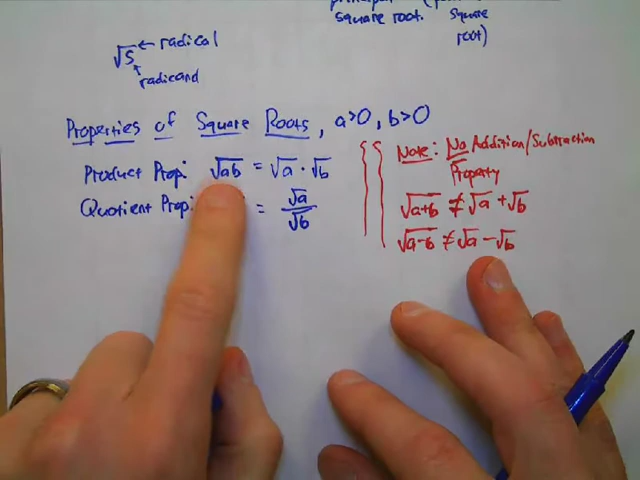 square root. square
root)
√5 ← radical
radicand
Properties of Square Roots, a>0, b>0
Product Prop: √ab = √a · √b
Quotient Prop: = √a/√b
Note: No Addition/Subtraction
Property
√a+b ≠ √a + √b
√a-b ≠ √a - √b